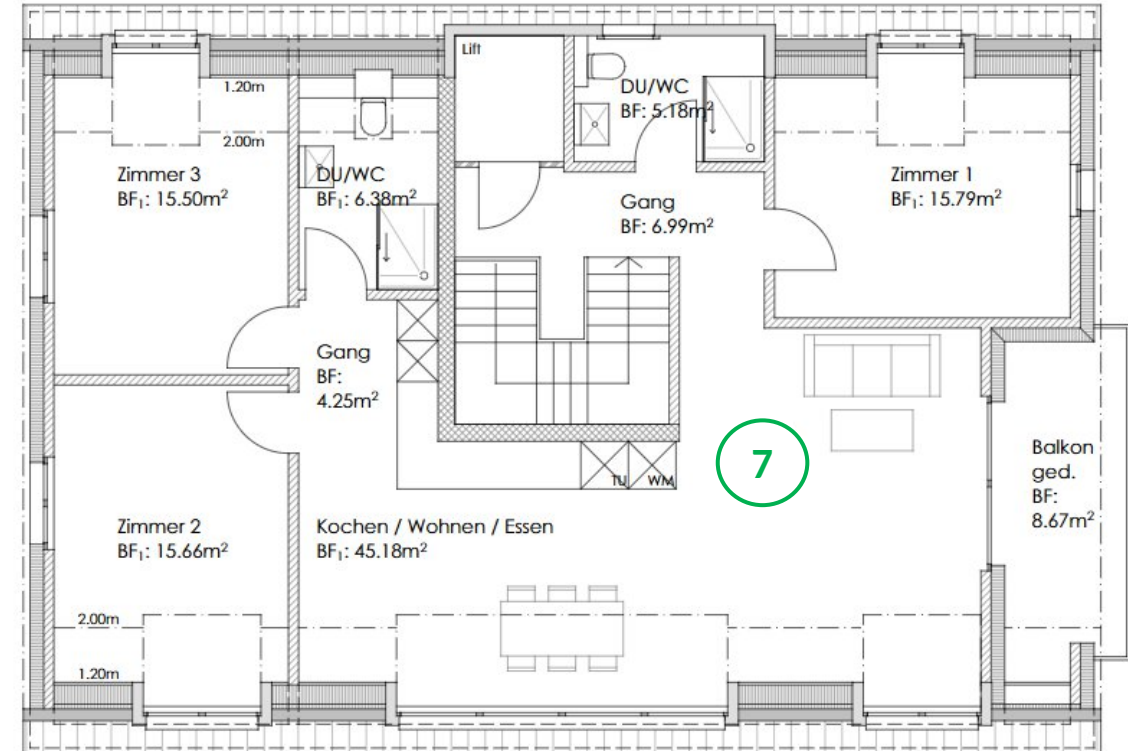 Lift
DU/WC
BF: 5.18m²
1.20m
2.00m
Zimmer 3
BF₁: 15.50m²
DU/WC
BF₁: 6.38m²
Gang
BF: 6.99m²
Zimmer 1
BF₁: 15.79m²
Gang
BF:
4.25m²
7
Balkon
ged.
BF:
8.67m²
TU
WM
Zimmer 2
BF₁: 15.66m²
Kochen / Wohnen / Essen
BF₁: 45.18m²
2.00m
1.20m